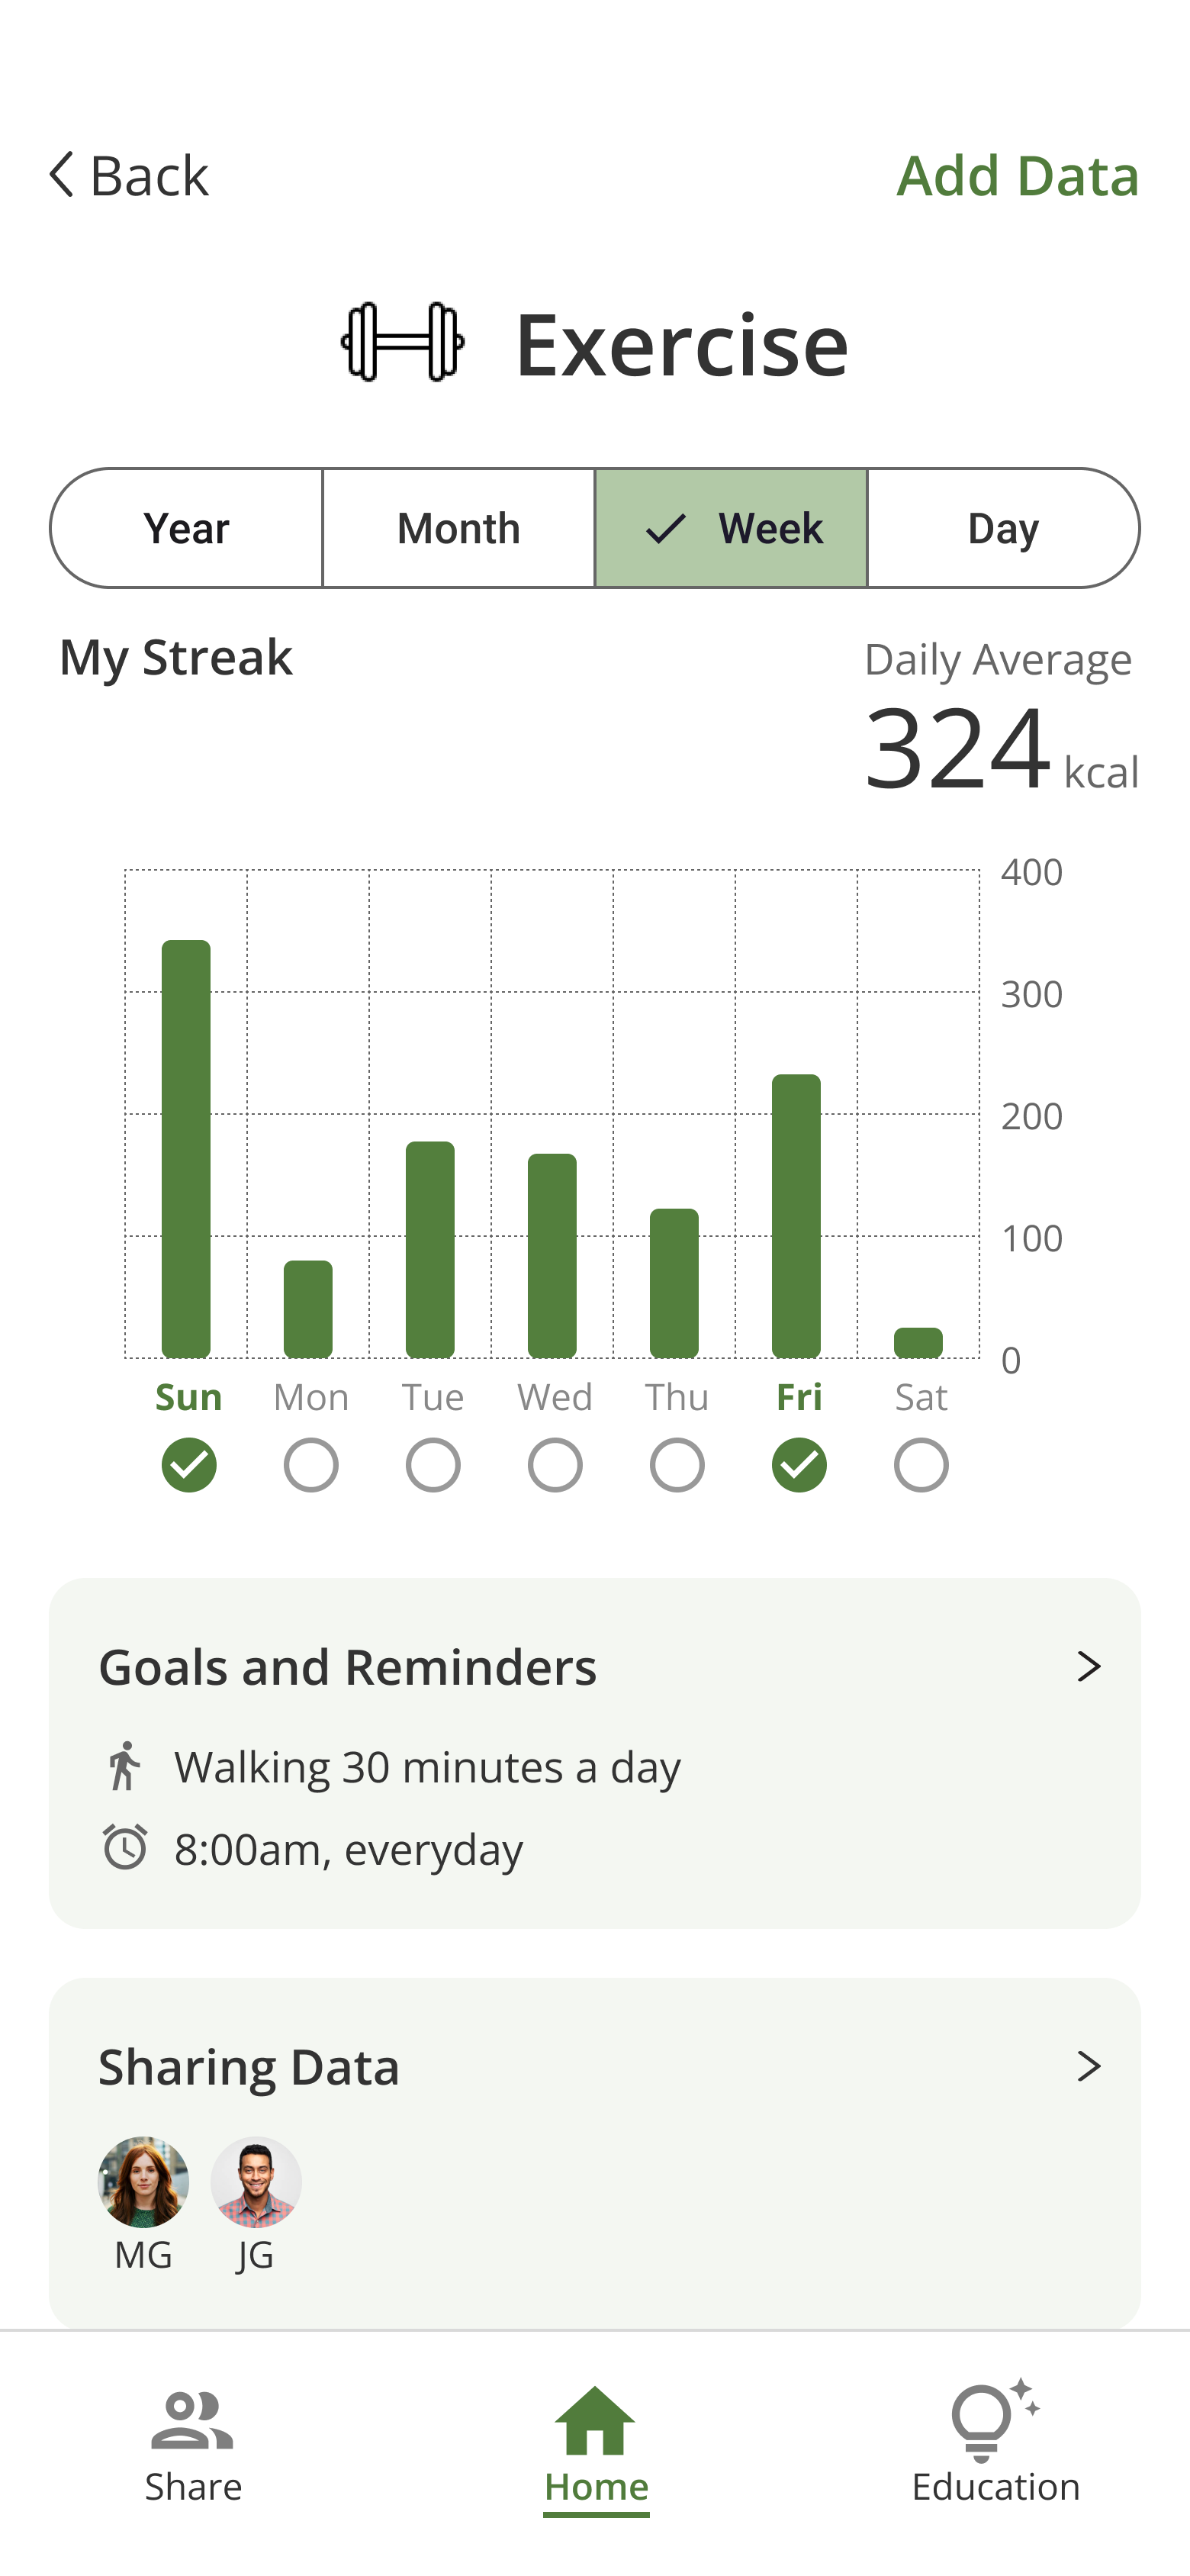 Back
Add Data
Exercise
Year Month Week Day
My Streak
Daily Average
324 kcal
400
300
200
100
0
Sun Mon Tue Wed Thu Fri Sat
Goals and Reminders
Walking 30 minutes a day
8:00am, everyday
Sharing Data
MG JG
Share Home Education